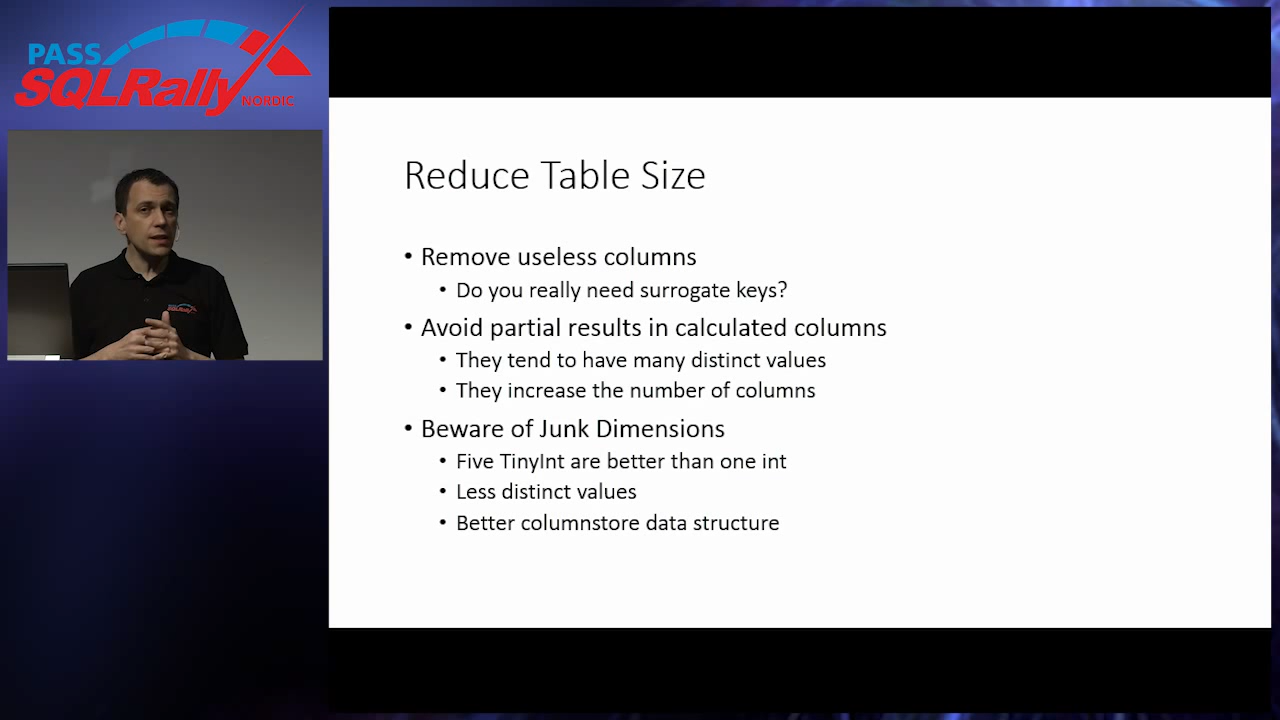 PASS
SQLRally
NORDIC
Reduce Table Size
• Remove useless columns
• Do you really need surrogate keys?
• Avoid partial results in calculated columns
• They tend to have many distinct values
• They increase the number of columns
• Beware of Junk Dimensions
• Five TinyInt are better than one int
• Less distinct values
• Better columnstore data structure